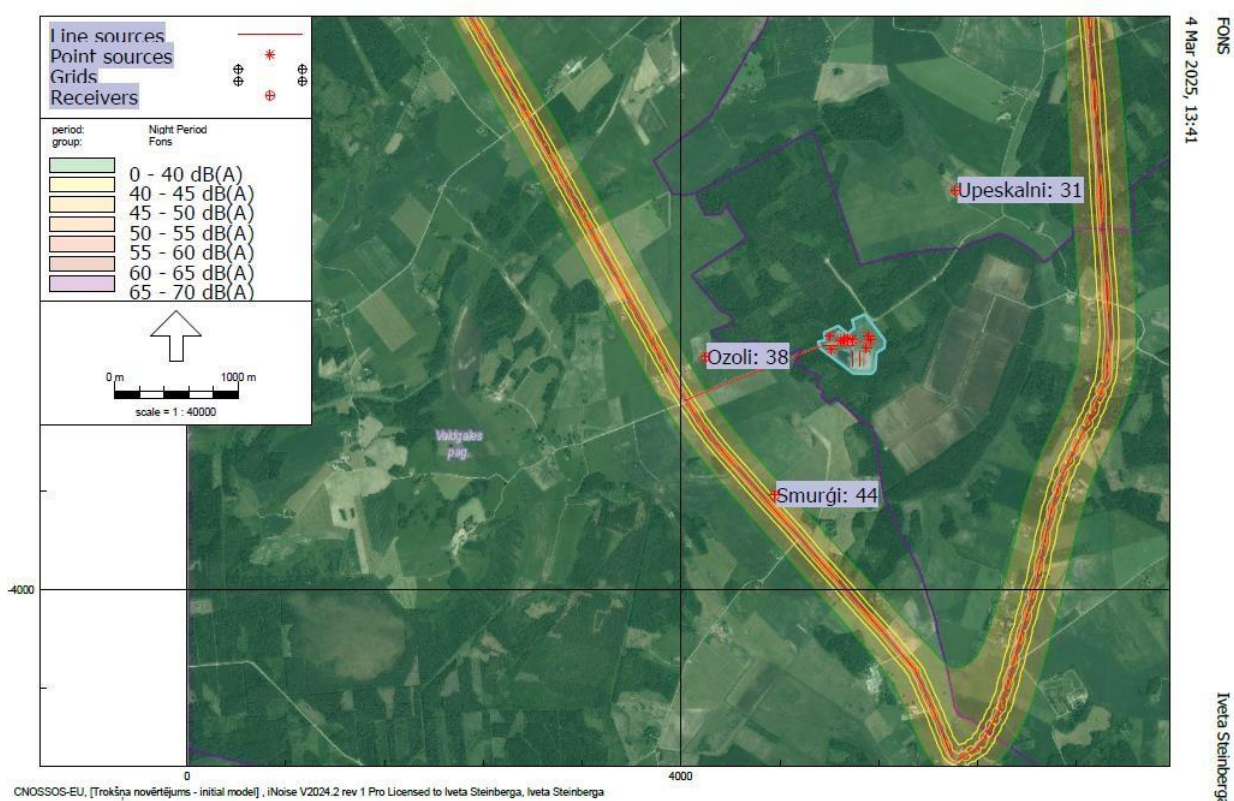 Line sources
Point sources
Grids
Receivers
period: Night Period
group: Fons
0 - 40 dB(A)
40 - 45 dB(A)
45 - 50 dB(A)
50 - 55 dB(A)
55 - 60 dB(A)
60 - 65 dB(A)
65 - 70 dB(A)
0 m 1000 m
scale = 1 : 40000
Upeskalni: 31
Ozoli: 38
Valdgales
pag.
Smurģi: 44
-4000
0 4000
CNOSSOS-EU, [Trokšņa novērtējums - initial model] , iNoise V2024.2 rev 1 Pro Licensed to Iveta Steinberga, Iveta Steinberga
FONS
4 Mar 2025, 13:41
Iveta Steinberga